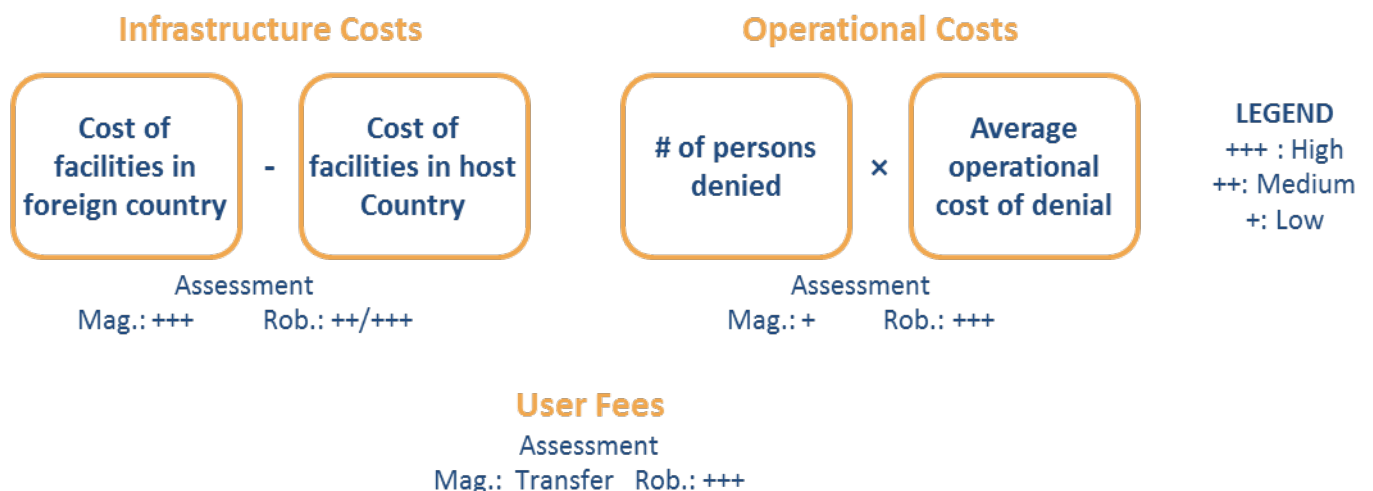 Infrastructure Costs
Operational Costs
Cost of
facilities in
foreign country
-
Cost of
facilities in host
Country
# of persons
denied
×
Average
operational
cost of denial
LEGEND
+++ : High
++: Medium
+: Low
Assessment
Mag.: +++ Rob.: ++/+++
Assessment
Mag.: + Rob.: +++
User Fees
Assessment
Mag.: Transfer Rob.: +++